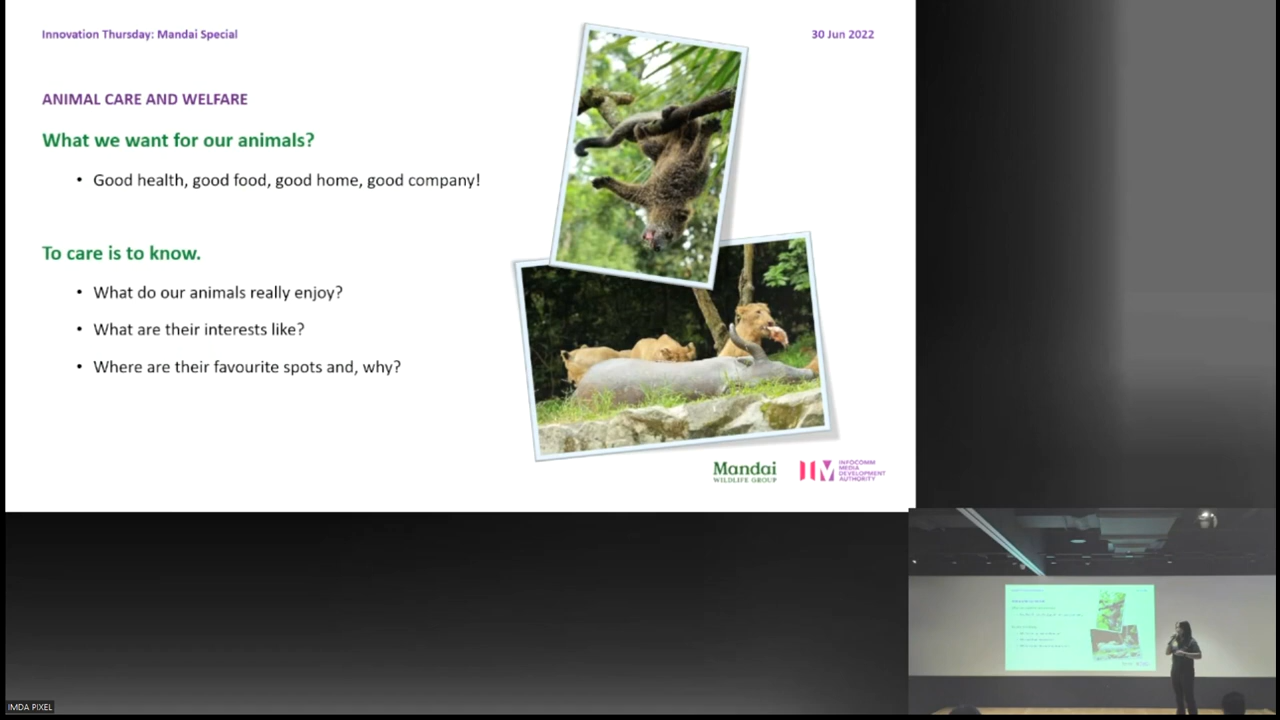 Innovation Thursday: Mandai Special
30 Jun 2022
ANIMAL CARE AND WELFARE
What we want for our animals?
• Good health, good food, good home, good company!
To care is to know.
• What do our animals really enjoy?
• What are their interests like?
• Where are their favourite spots and, why?
Mandai
WILDLIFE GROUP
INFOCOMM
MEDIA
DEVELOPMENT
AUTHORITY
IMDA PIXEL